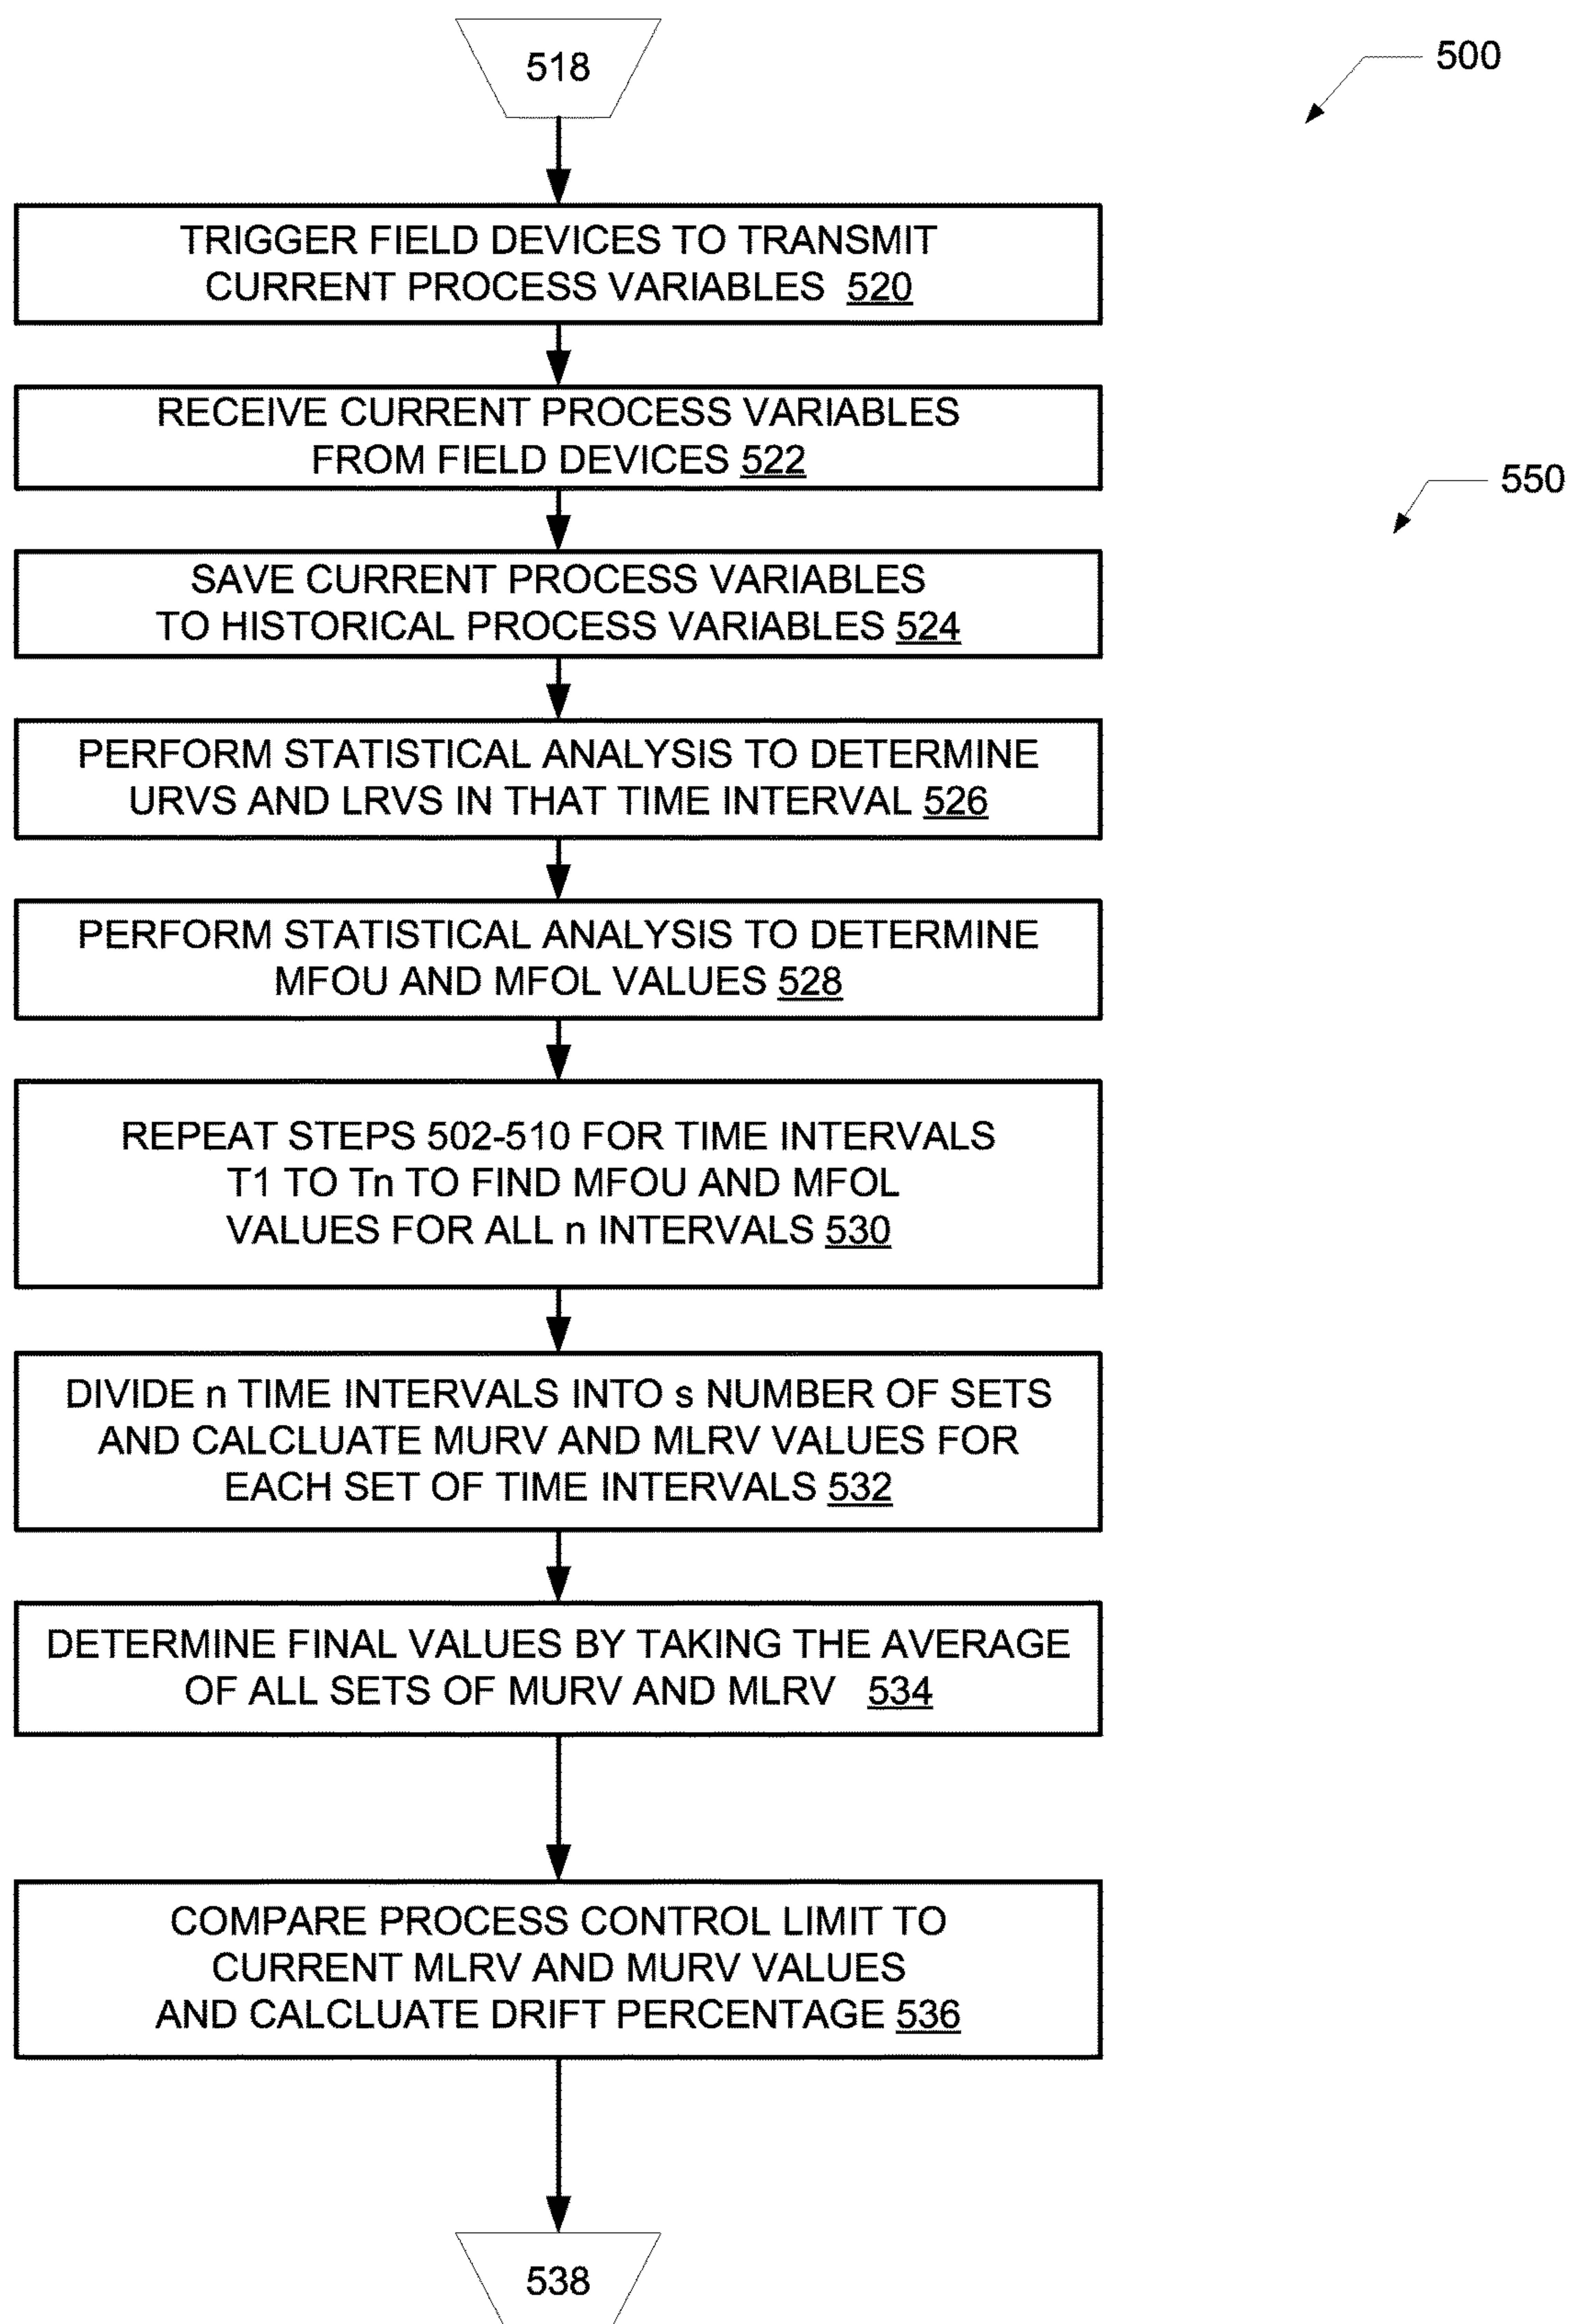 518
500
TRIGGER FIELD DEVICES TO TRANSMIT
CURRENT PROCESS VARIABLES 520
RECEIVE CURRENT PROCESS VARIABLES
FROM FIELD DEVICES 522
550
SAVE CURRENT PROCESS VARIABLES
TO HISTORICAL PROCESS VARIABLES 524
PERFORM STATISTICAL ANALYSIS TO DETERMINE
URVS AND LRVS IN THAT TIME INTERVAL 526
PERFORM STATISTICAL ANALYSIS TO DETERMINE
MFOU AND MFOL VALUES 528
REPEAT STEPS 502-510 FOR TIME INTERVALS
T1 TO Tn TO FIND MFOU AND MFOL
VALUES FOR ALL n INTERVALS 530
DIVIDE n TIME INTERVALS INTO s NUMBER OF SETS
AND CALCLUATE MURV AND MLRV VALUES FOR
EACH SET OF TIME INTERVALS 532
DETERMINE FINAL VALUES BY TAKING THE AVERAGE
OF ALL SETS OF MURV AND MLRV 534
COMPARE PROCESS CONTROL LIMIT TO
CURRENT MLRV AND MURV VALUES
AND CALCLUATE DRIFT PERCENTAGE 536
538